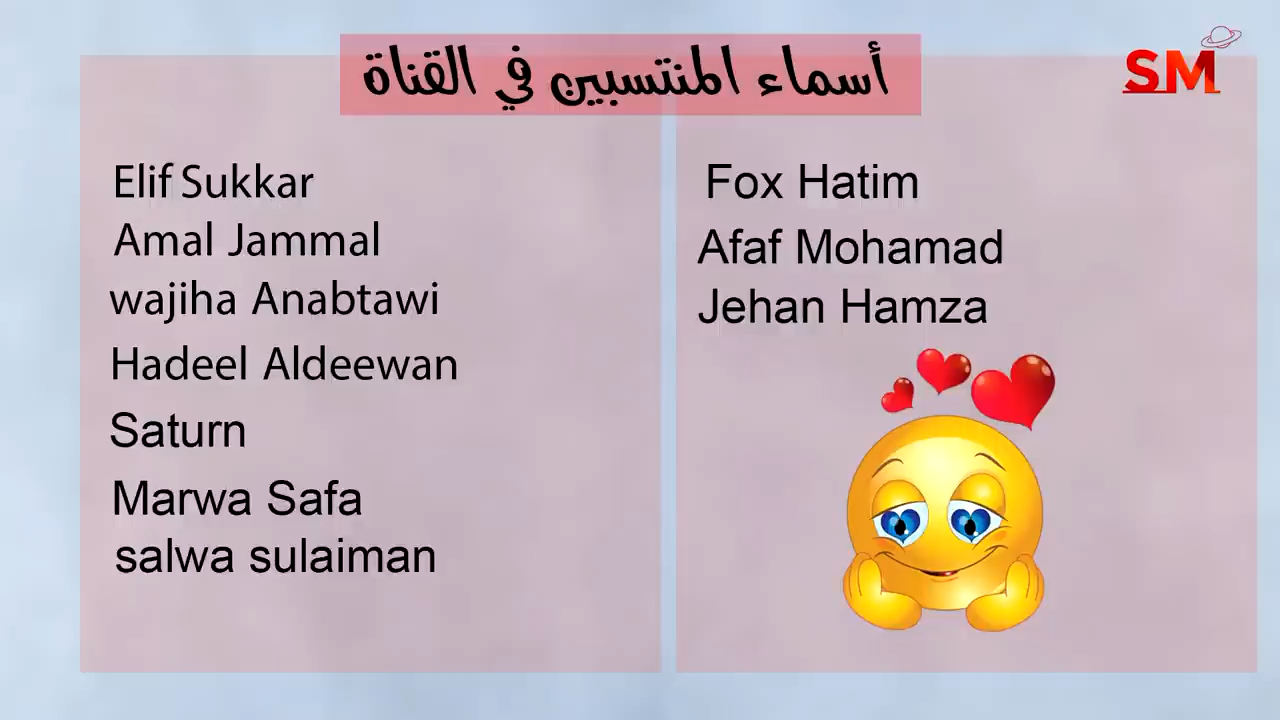 أسماء المنتسبين في القناة
SM
Elif Sukkar
Amal Jammal
wajiha Anabtawi
Hadeel Aldeewan
Saturn
Marwa Safa
salwa sulaiman
Fox Hatim
Afaf Mohamad
Jehan Hamza